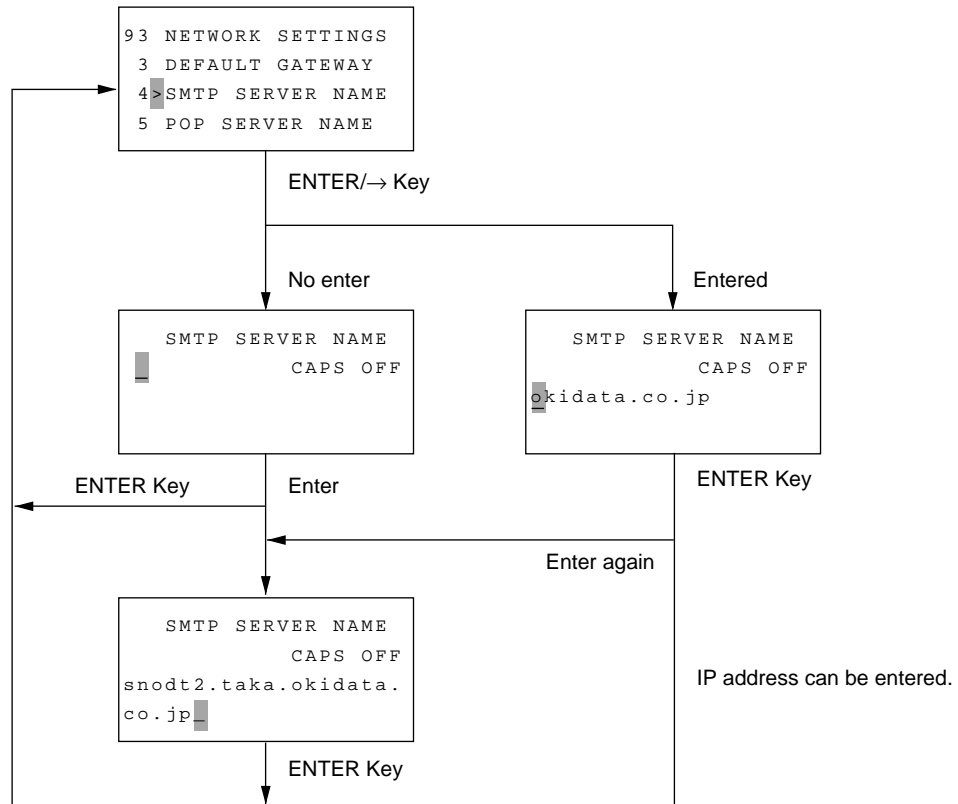 93 NETWORK SETTINGS
3 DEFAULT GATEWAY
4>SMTP SERVER NAME
5 POP SERVER NAME
ENTER/→ Key
No enter
Entered
SMTP SERVER NAME
CAPS OFF
_
SMTP SERVER NAME
CAPS OFF
okidata.co.jp
ENTER Key
Enter
ENTER Key
Enter again
SMTP SERVER NAME
CAPS OFF
snodt2.taka.okidata.
co.jp_
IP address can be entered.
ENTER Key